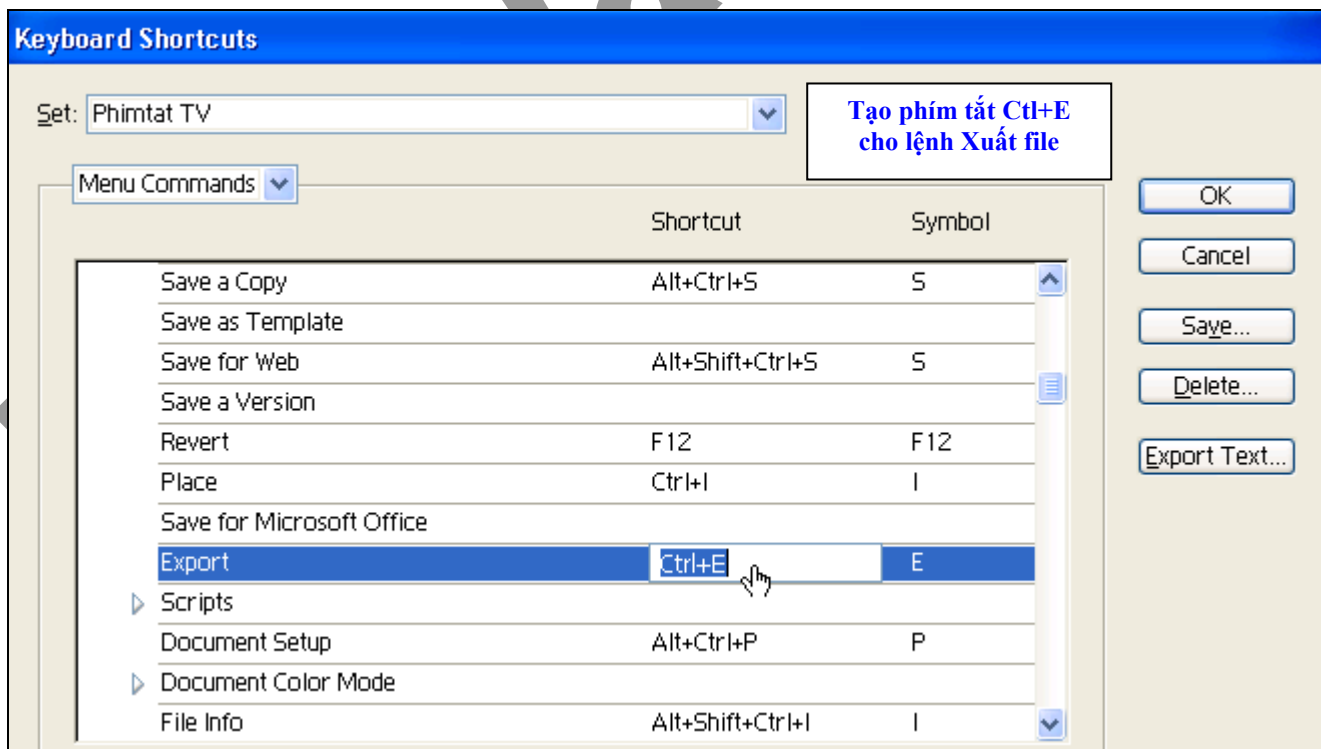 Keyboard Shortcuts
Set: Phimtat TV
Tạo phím tắt Ctl+E
cho lệnh Xuất file
Menu Commands
OK
Shortcut Symbol
Cancel
Save a Copy Alt+Ctrl+S S
Save as Template
Save...
Save for Web Alt+Shift+Ctrl+S S
Delete...
Save a Version
Revert F12 F12
Export Text...
Place Ctrl+I I
Save for Microsoft Office
Export Ctrl+E E
Scripts
Document Setup Alt+Ctrl+P P
Document Color Mode
File Info Alt+Shift+Ctrl+I I